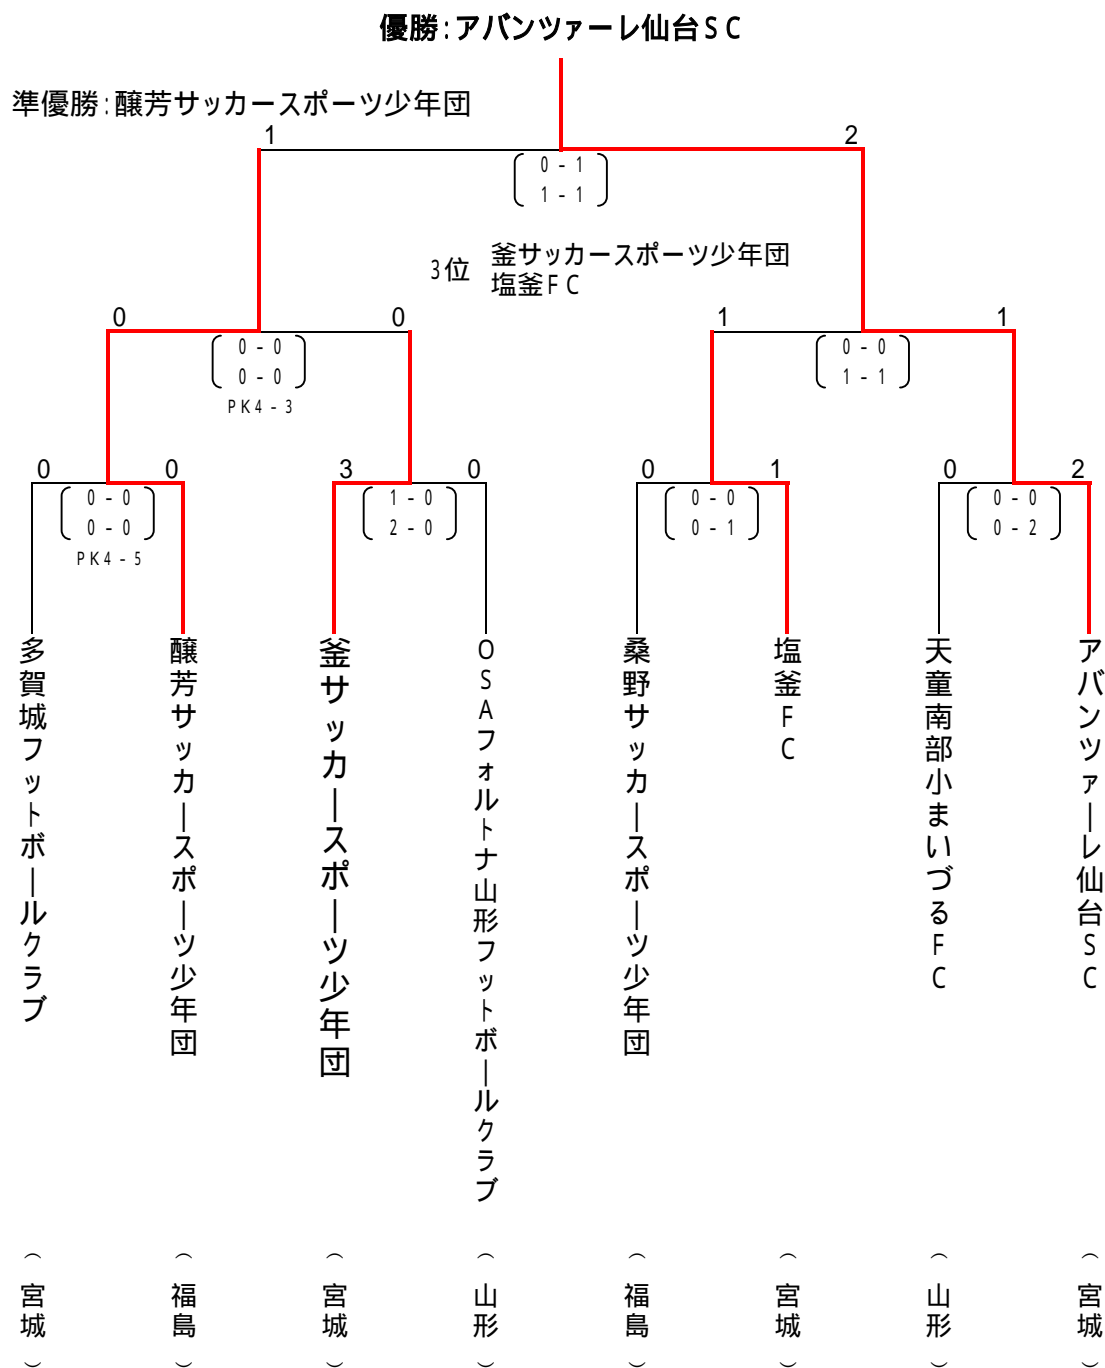 優勝:アバンツァーレ仙台SC
準優勝:醸芳サッカースポーツ少年団
1
2
0 - 1
1 - 1
3位
釜サッカースポーツ少年団
塩釜FC
0
0
1
1
0 - 0
0 - 0
PK4 - 3
0 - 0
1 - 1
0
0
3
0
0
1
0
2
0 - 0
0 - 0
PK4 - 5
1 - 0
2 - 0
0 - 0
0 - 1
0 - 0
0 - 2
多賀城フットボールクラブ
醸芳サッカースポーツ少年団
釜サッカースポーツ少年団
OSAフォルトナ山形フットボールクラブ
桑野サッカースポーツ少年団
塩釜FC
天童南部小まいづるFC
アバンツァーレ仙台SC
(宮城)
(福島)
(宮城)
(山形)
(福島)
(宮城)
(山形)
(宮城)